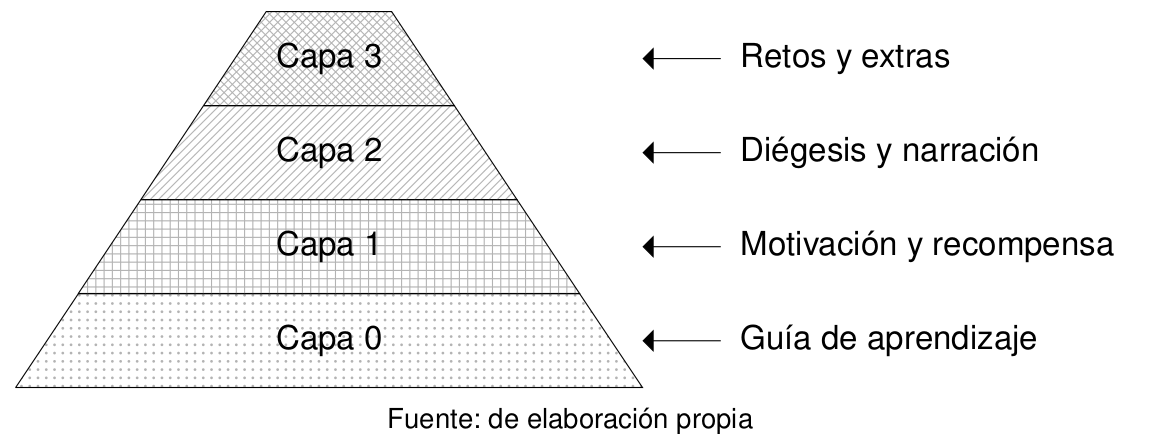 Capa 3 Retos y extras
Capa 2 Diégesis y narración
Capa 1 Motivación y recompensa
Capa 0 Guía de aprendizaje
Fuente: de elaboración propia